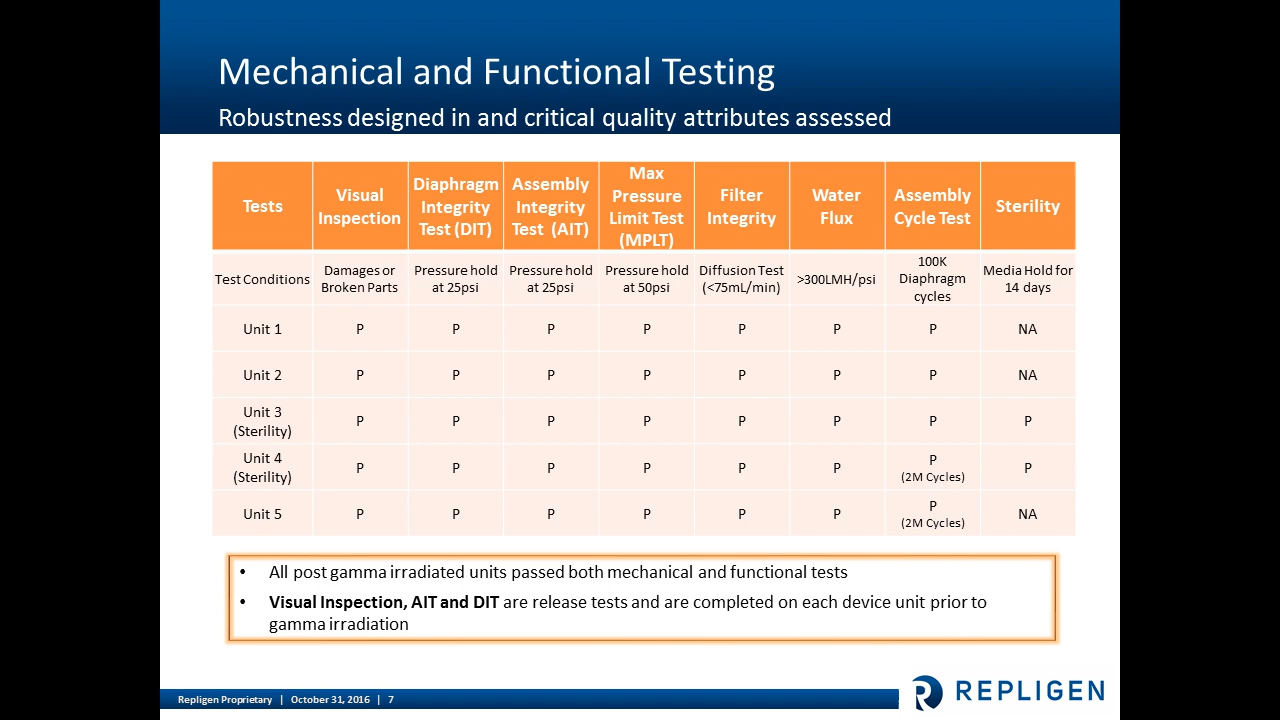 Mechanical and Functional Testing
Robustness designed in and critical quality attributes assessed
Tests
Visual
Inspection
Diaphragm
Integrity
Test (DIT)
Assembly
Integrity
Test (AIT)
Max
Pressure
Limit Test
(MPLT)
Filter
Integrity
Water
Flux
Assembly
Cycle Test
Sterility
Test Conditions
Damages or
Broken Parts
Pressure hold
at 25psi
Pressure hold
at 25psi
Pressure hold
at 50psi
Diffusion Test
(<75mL/min)
>300LMH/psi
100K
Diaphragm
cycles
Media Hold for
14 days
Unit 1 P P P P P P P NA
Unit 2 P P P P P P P NA
Unit 3
(Sterility)
P P P P P P P P
Unit 4
(Sterility)
P P P P P P P
(2M Cycles)
P
Unit 5 P P P P P P P
(2M Cycles)
NA
• All post gamma irradiated units passed both mechanical and functional tests
• Visual Inspection, AIT and DIT are release tests and are completed on each device unit prior to
gamma irradiation
Repligen Proprietary | October 31, 2016 | 7
REPLIGEN